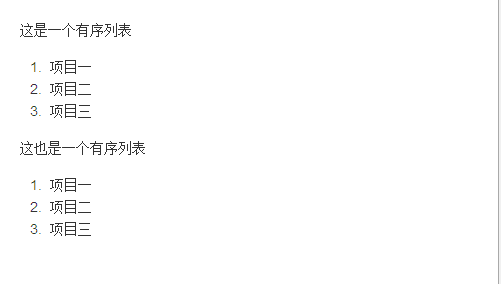 这是一个有序列表
1. 项目一
2. 项目二
3. 项目三
这也是一个有序列表
1. 项目一
2. 项目二
3. 项目三